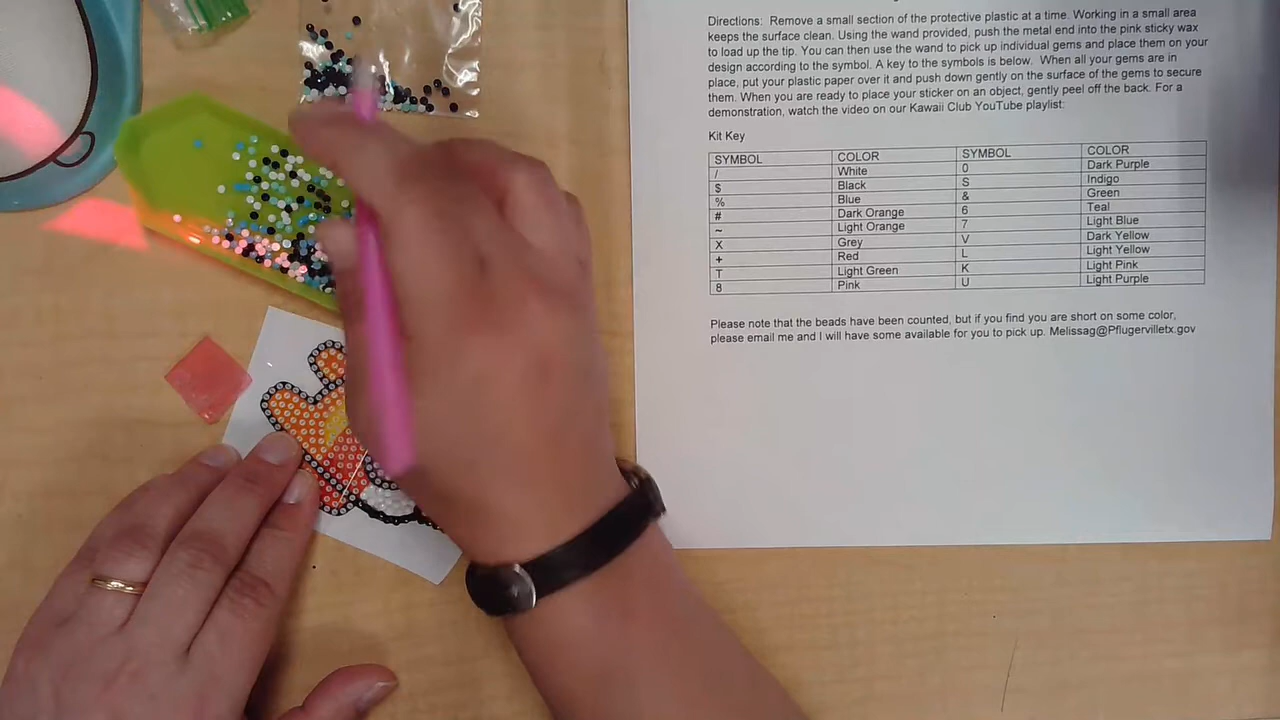 Directions: Remove a small section of the protective plastic at a time. Working in a small area
keeps the surface clean. Using the wand provided, push the metal end into the pink sticky wax
to load up the tip. You can then use the wand to pick up individual gems and place them on your
design according to the symbol. A key to the symbols is below. When all your gems are in
place, put your plastic paper over it and push down gently on the surface of the gems to secure
them. When you are ready to place your sticker on an object, gently peel off the back. For a
demonstration, watch the video on our Kawaii Club YouTube playlist:
Kit Key
SYMBOL COLOR SYMBOL COLOR
/ White 0 Dark Purple
$ Black S Indigo
% Blue & Green
# Dark Orange 6 Teal
~ Light Orange 7 Light Blue
X Grey V Dark Yellow
+ Red L Light Yellow
T Light Green K Light Pink
8 Pink U Light Purple
Please note that the beads have been counted, but if you find you are short on some color,
please email me and I will have some available for you to pick up. Melissag@Pflugervilletx.gov